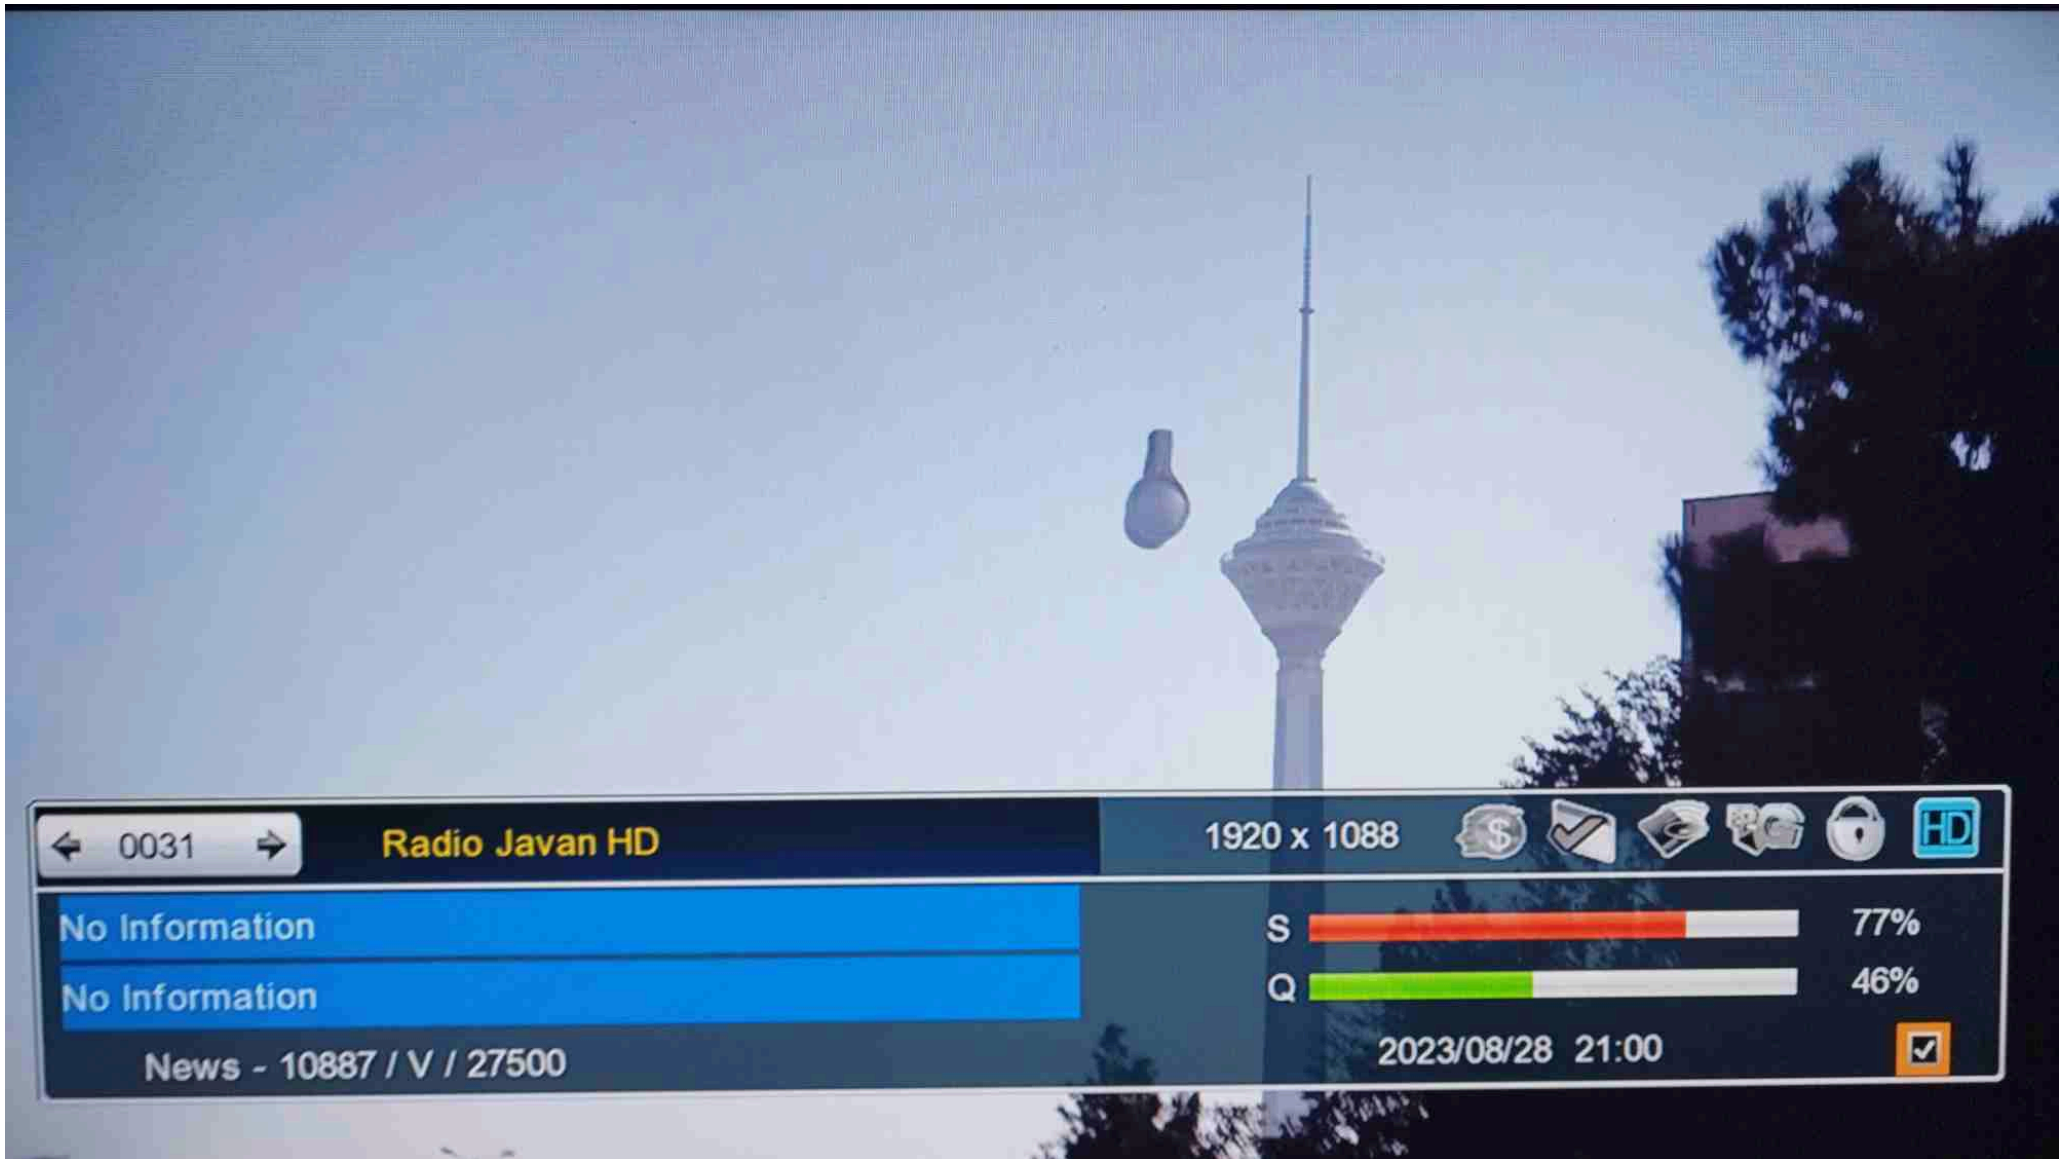 0031 Radio Javan HD 1920 x 1088 $ HD
No Information S 77%
No Information Q 46%
News - 10887 / V / 27500 2023/08/28 21:00